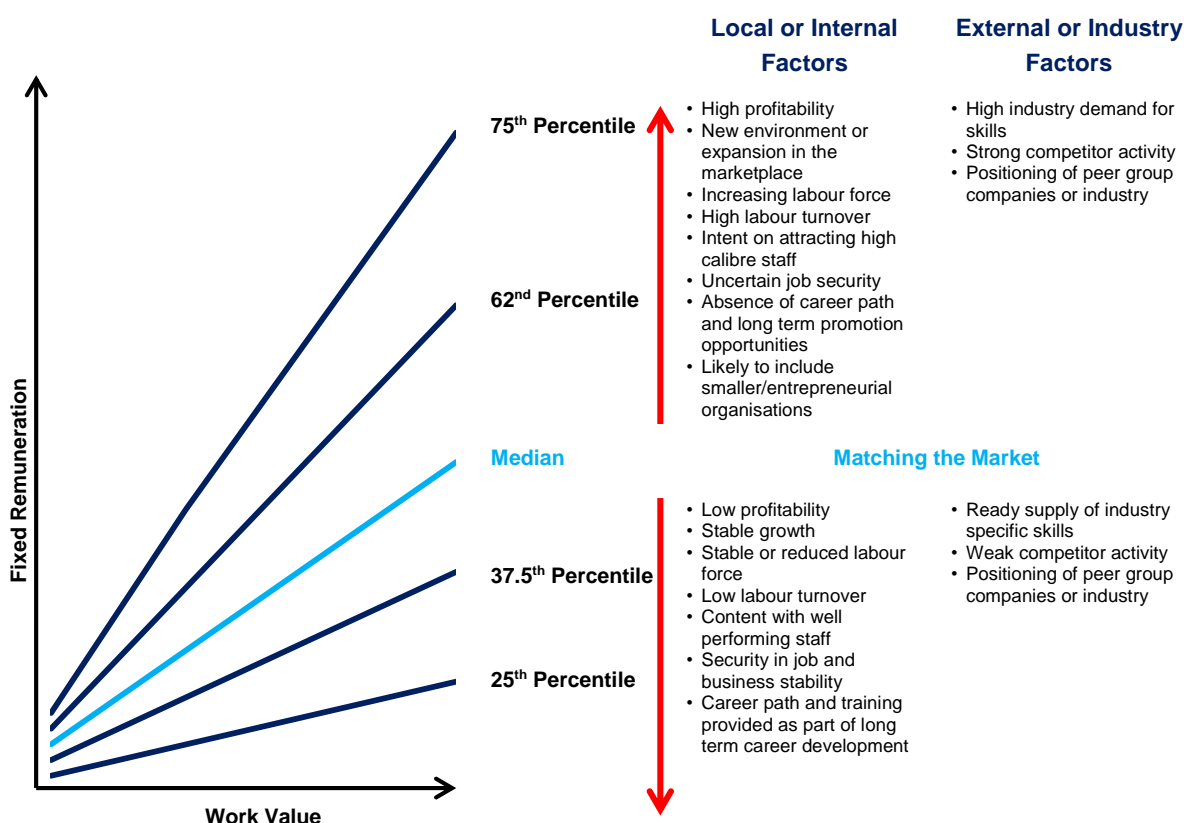 Local or Internal
Factors
External or Industry
Factors
Fixed Remuneration
75th Percentile
62nd Percentile
• High profitability
• New environment or
expansion in the
marketplace
• Increasing labour force
• High labour turnover
• Intent on attracting high
calibre staff
• Uncertain job security
• Absence of career path
and long term promotion
opportunities
• Likely to include
smaller/entrepreneurial
organisations
• High industry demand for
skills
• Strong competitor activity
• Positioning of peer group
companies or industry
Median
Matching the Market
37.5th Percentile
25th Percentile
• Low profitability
• Stable growth
• Stable or reduced labour
force
• Low labour turnover
• Content with well
performing staff
• Security in job and
business stability
• Career path and training
provided as part of long
term career development
• Ready supply of industry
specific skills
• Weak competitor activity
• Positioning of peer group
companies or industry
Work Value